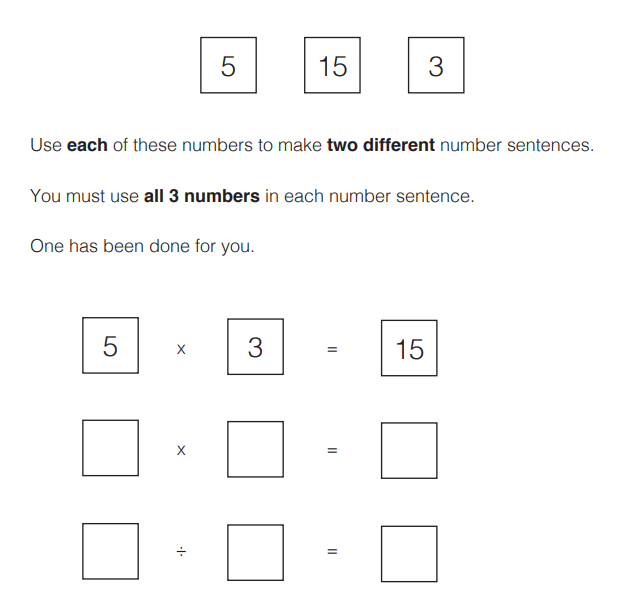 5 15 3
Use each of these numbers to make two different number sentences.
You must use all 3 numbers in each number sentence.
One has been done for you.
5 x 3 = 15
x =
÷ =